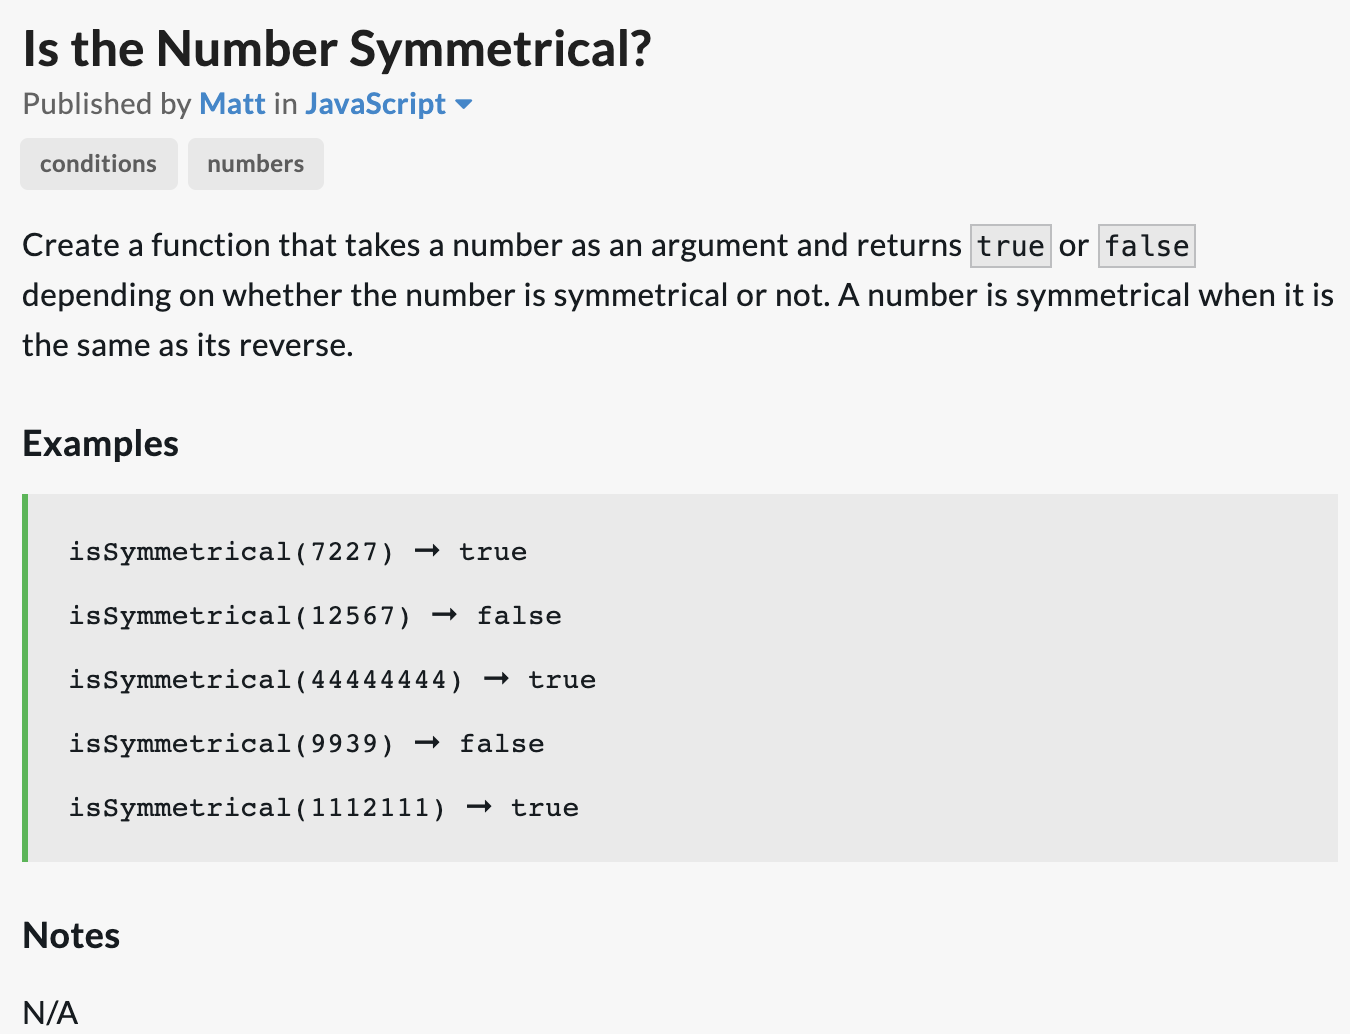 Is the Number Symmetrical?
Published by Matt in JavaScript
conditions numbers
Create a function that takes a number as an argument and returns true or false
depending on whether the number is symmetrical or not. A number is symmetrical when it is
the same as its reverse.
Examples
isSymmetrical(7227) ➞ true
isSymmetrical(12567) ➞ false
isSymmetrical(44444444) ➞ true
isSymmetrical(9939) ➞ false
isSymmetrical(1112111) ➞ true
Notes
N/A